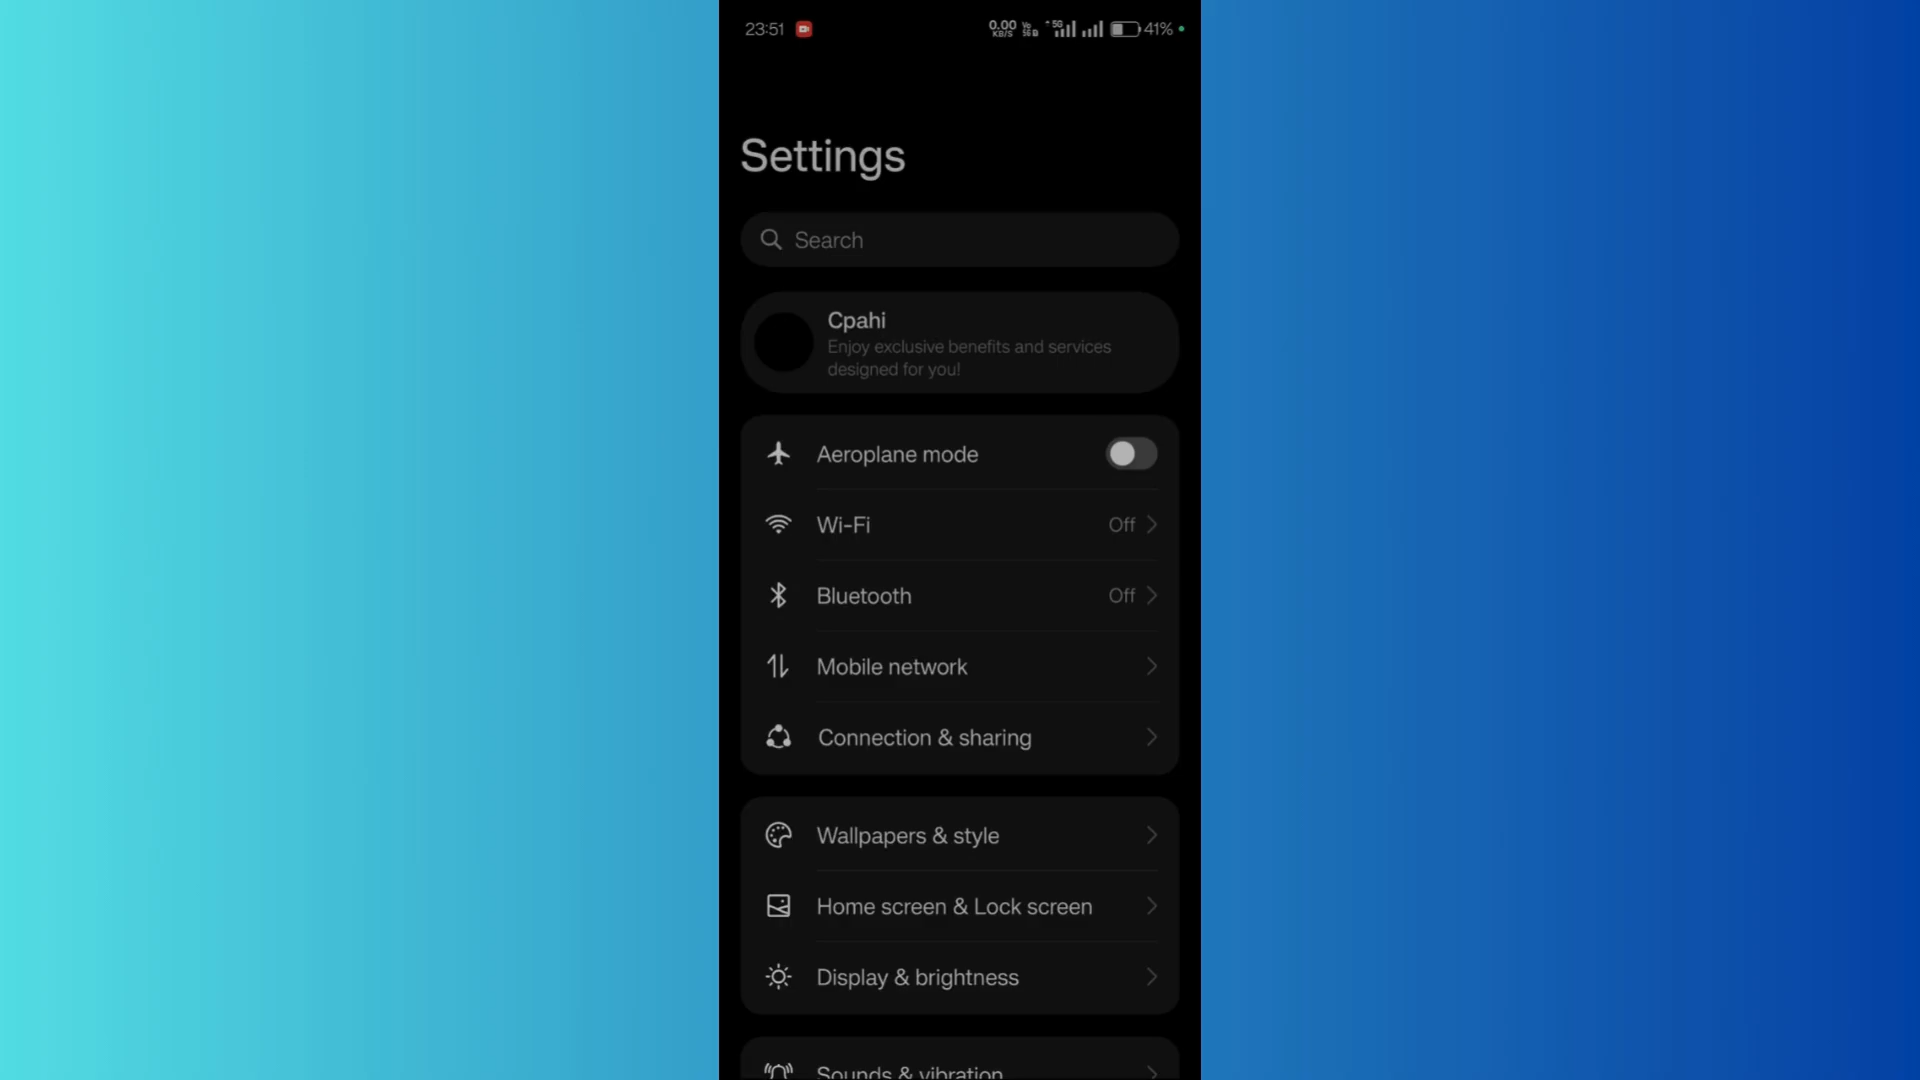 23:51 0.00 KB/S 5G 41%
Settings
Search
Cpahi
Enjoy exclusive benefits and services
designed for you!
Aeroplane mode
Wi-Fi Off
Bluetooth Off
Mobile network
Connection & sharing
Wallpapers & style
Home screen & Lock screen
Display & brightness
Sounds & vibration